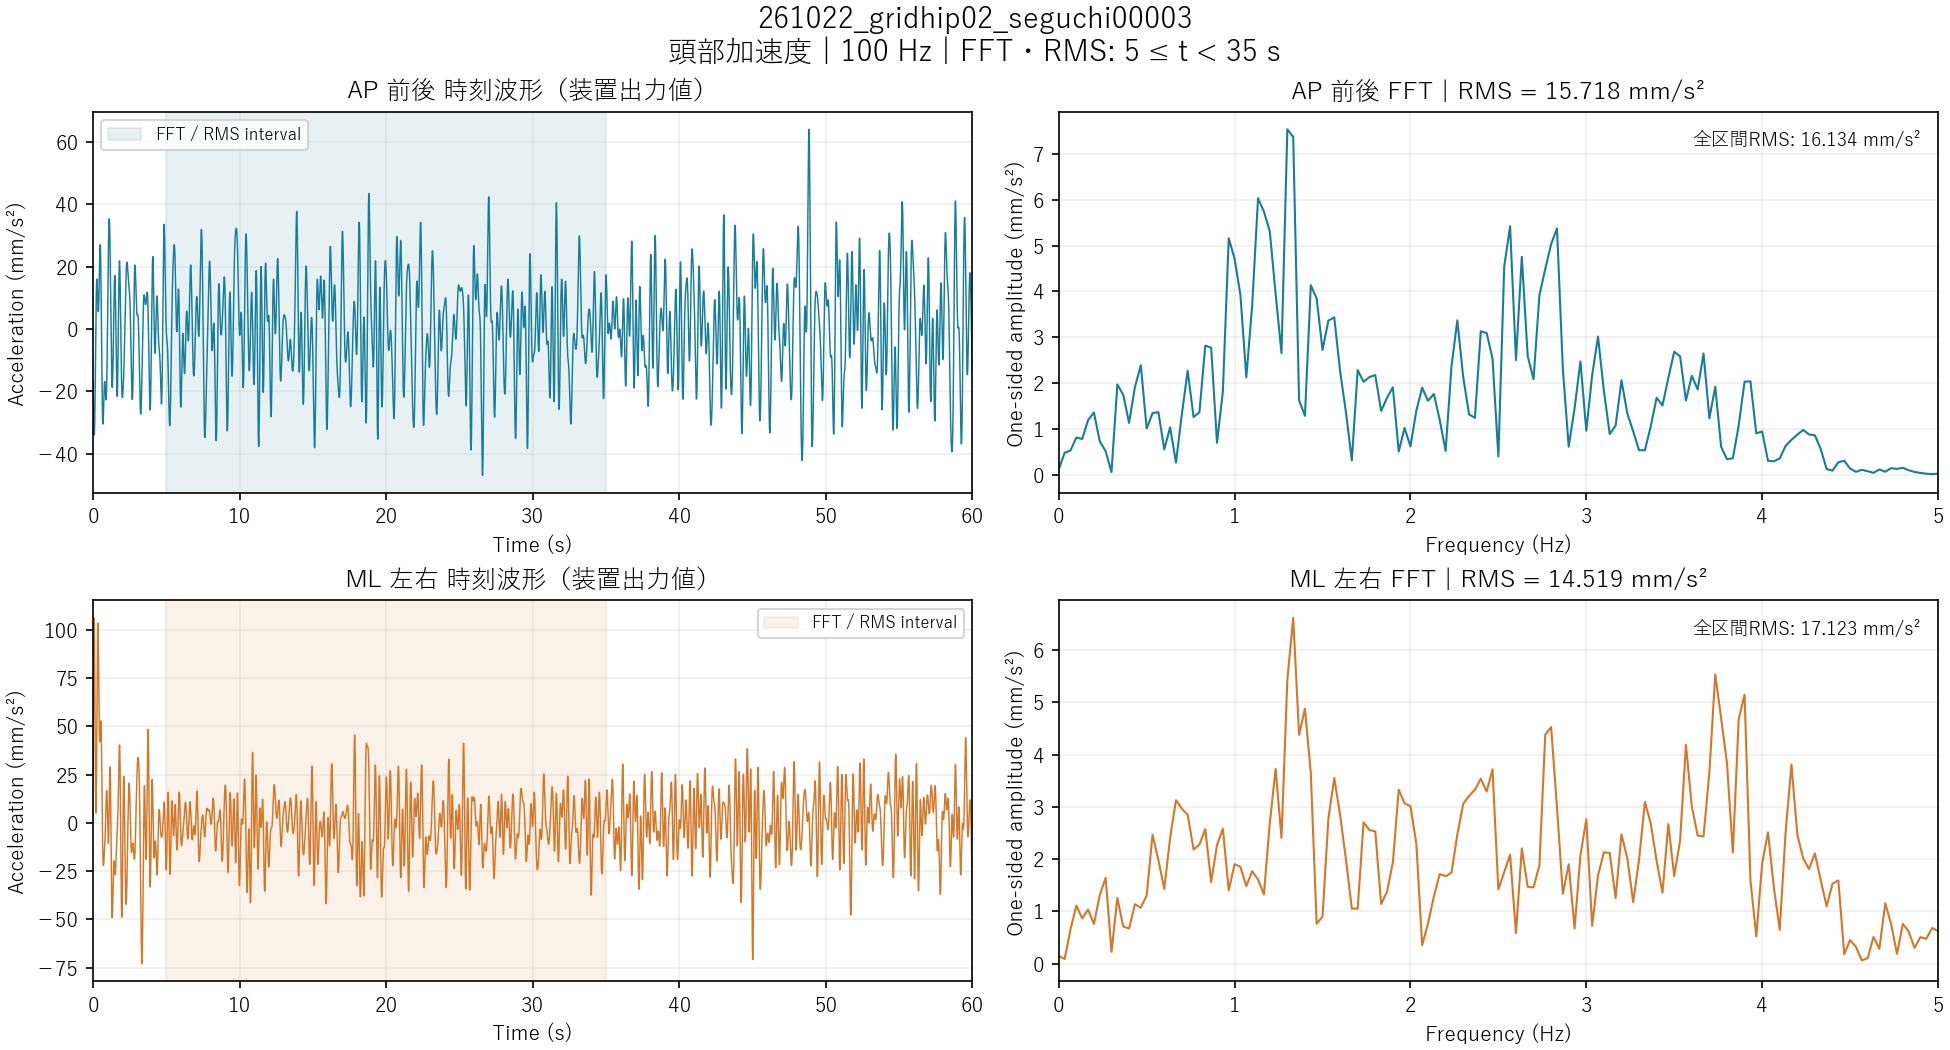 261022_gridhip02_seguchi00003
頭部加速度 | 100 Hz | FFT・RMS: 5 ≤ t < 35 s
AP 前後 時刻波形（装置出力値）
FFT / RMS interval
Acceleration (mm/s²)
60
40
20
0
−20
−40
0 10 20 30 40 50 60
Time (s)
AP 前後 FFT | RMS = 15.718 mm/s²
全区間RMS: 16.134 mm/s²
One-sided amplitude (mm/s²)
7
6
5
4
3
2
1
0
0 1 2 3 4 5
Frequency (Hz)
ML 左右 時刻波形（装置出力値）
FFT / RMS interval
Acceleration (mm/s²)
100
75
50
25
0
−25
−50
−75
0 10 20 30 40 50 60
Time (s)
ML 左右 FFT | RMS = 14.519 mm/s²
全区間RMS: 17.123 mm/s²
One-sided amplitude (mm/s²)
6
5
4
3
2
1
0
0 1 2 3 4 5
Frequency (Hz)